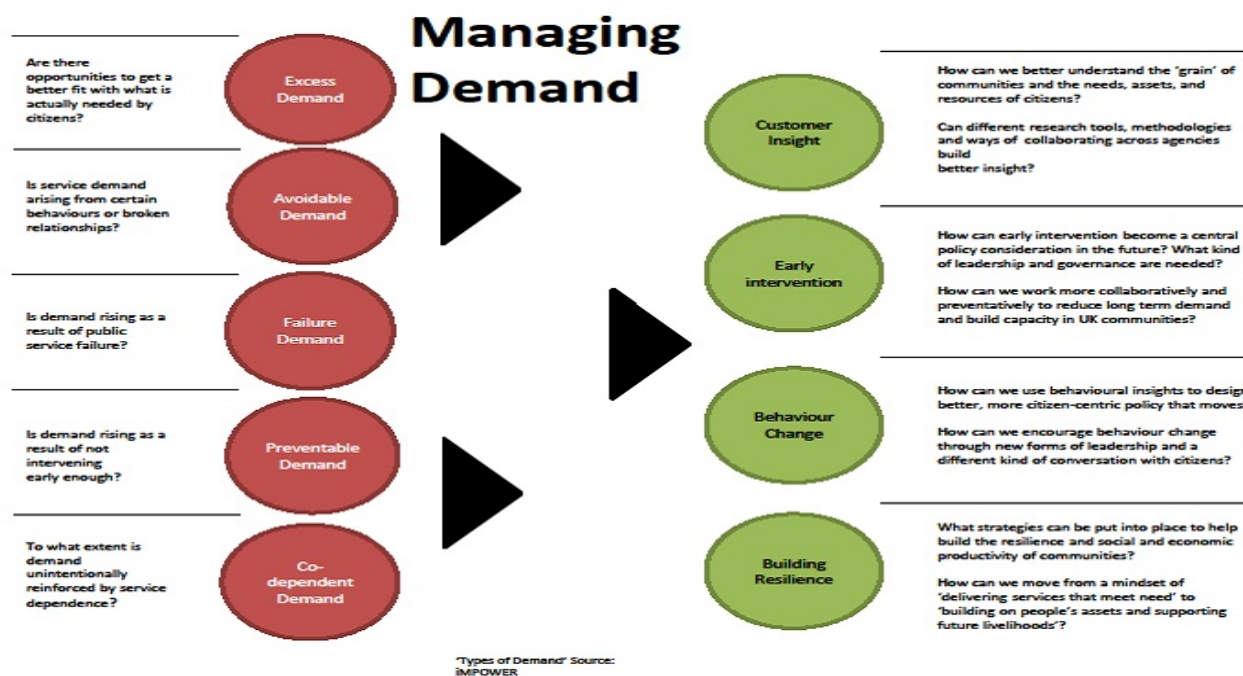 Managing
Demand
Are there
opportunities to get a
better fit with what is
actually needed by
citizens?
Excess
Demand
Is service demand
arising from certain
behaviours or broken
relationships?
Avoidable
Demand
Is demand rising as a
result of public
service failure?
Failure
Demand
Is demand rising as a
result of not
intervening
early enough?
Preventable
Demand
To what extent is
demand
unintentionally
reinforced by service
dependence?
Co-
dependent
Demand
Customer
Insight
How can we better understand the ‘grain’ of
communities and the needs, assets, and
resources of citizens?
Can different research tools, methodologies
and ways of collaborating across agencies
build
better insight?
Early
intervention
How can early intervention become a central
policy consideration in the future? What kind
of leadership and governance are needed?
How can we work more collaboratively and
preventatively to reduce long term demand
and build capacity in UK communities?
Behaviour
Change
How can we use behavioural insights to design
better, more citizen-centric policy that moves
How can we encourage behaviour change
through new forms of leadership and a
different kind of conversation with citizens?
Building
Resilience
What strategies can be put into place to help
build the resilience and social and economic
productivity of communities?
How can we move from a mindset of
‘delivering services that meet need’ to
‘building on people’s assets and supporting
future livelihoods’?
‘Types of Demand’ Source:
iMPOWER